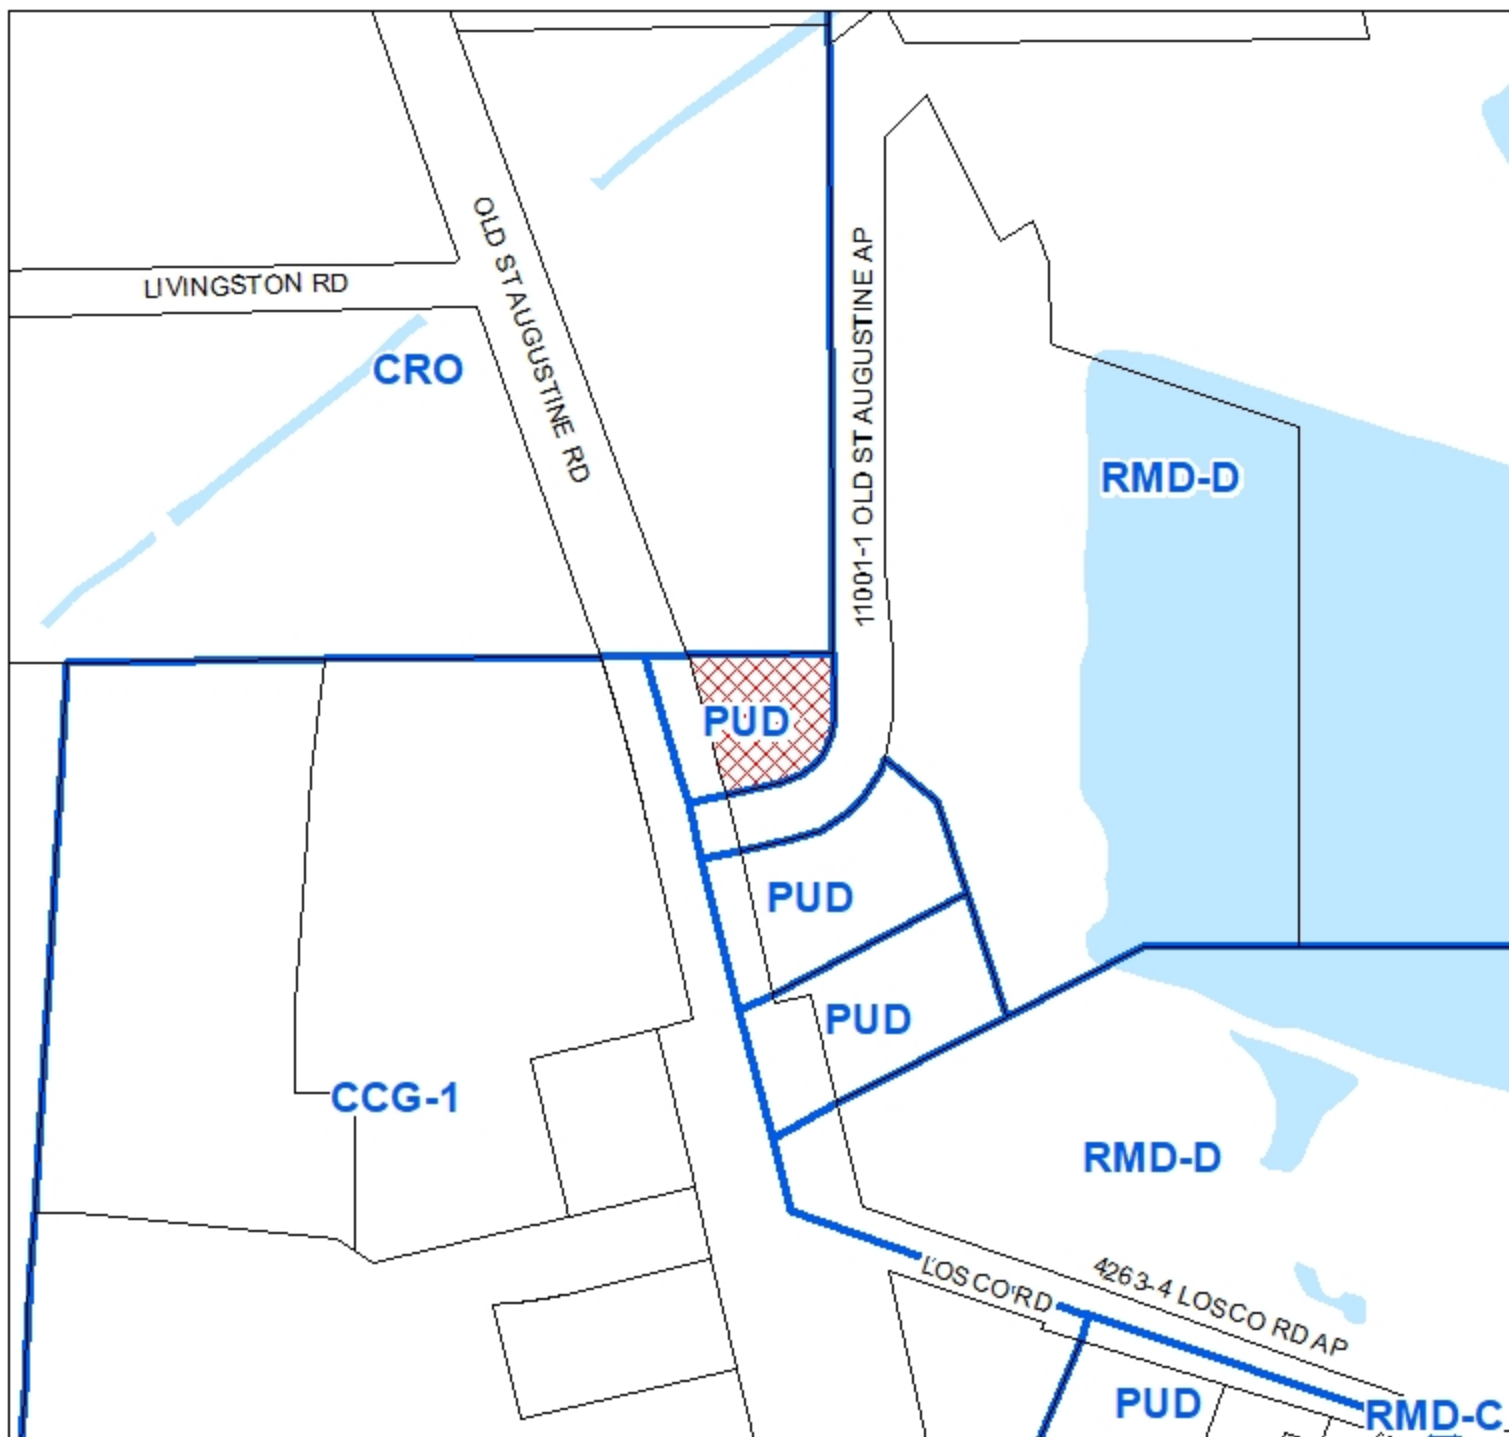 OLD ST AUGUSTINE RD
11001-1 OLD ST AUGUSTINE AP
LIVINGSTON RD
CRO
RMD-D
PUD
PUD
PUD
CCG-1
RMD-D
LOSCO RD
4263-4 LOSCO RD AP
PUD
RMD-C